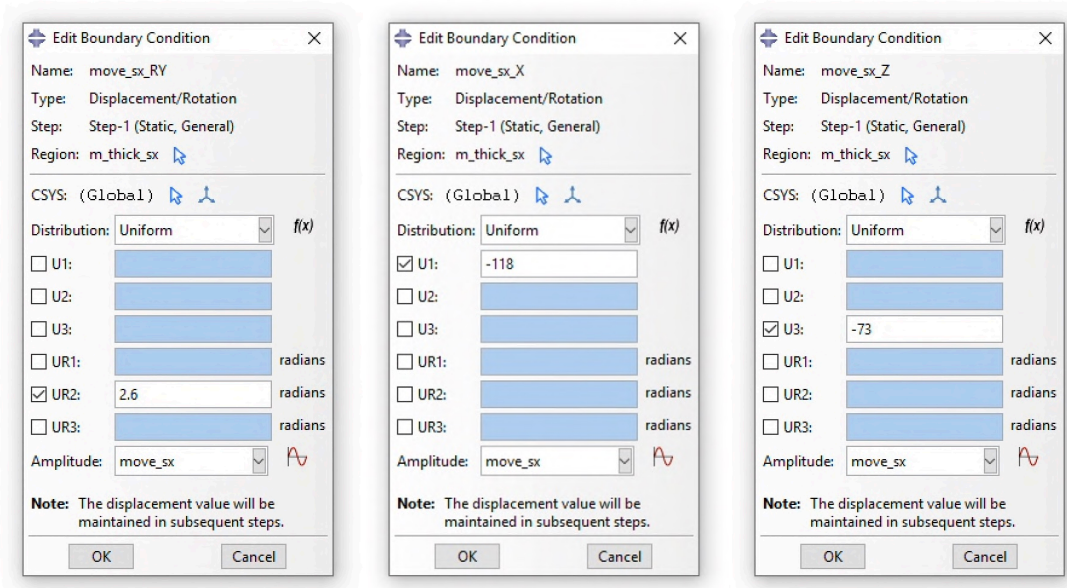 Edit Boundary Condition
Name: move_sx_RY
Type: Displacement/Rotation
Step: Step-1 (Static, General)
Region: m_thick_sx
CSYS: (Global)
Distribution: Uniform f(x)
U1:
U2:
U3:
UR1: radians
UR2: 2.6 radians
UR3: radians
Amplitude: move_sx
Note: The displacement value will be
maintained in subsequent steps.
OK Cancel
Edit Boundary Condition
Name: move_sx_X
Type: Displacement/Rotation
Step: Step-1 (Static, General)
Region: m_thick_sx
CSYS: (Global)
Distribution: Uniform f(x)
U1: -118
U2:
U3:
UR1: radians
UR2: radians
UR3: radians
Amplitude: move_sx
Note: The displacement value will be
maintained in subsequent steps.
OK Cancel
Edit Boundary Condition
Name: move_sx_Z
Type: Displacement/Rotation
Step: Step-1 (Static, General)
Region: m_thick_sx
CSYS: (Global)
Distribution: Uniform f(x)
U1:
U2:
U3: -73
UR1: radians
UR2: radians
UR3: radians
Amplitude: move_sx
Note: The displacement value will be
maintained in subsequent steps.
OK Cancel